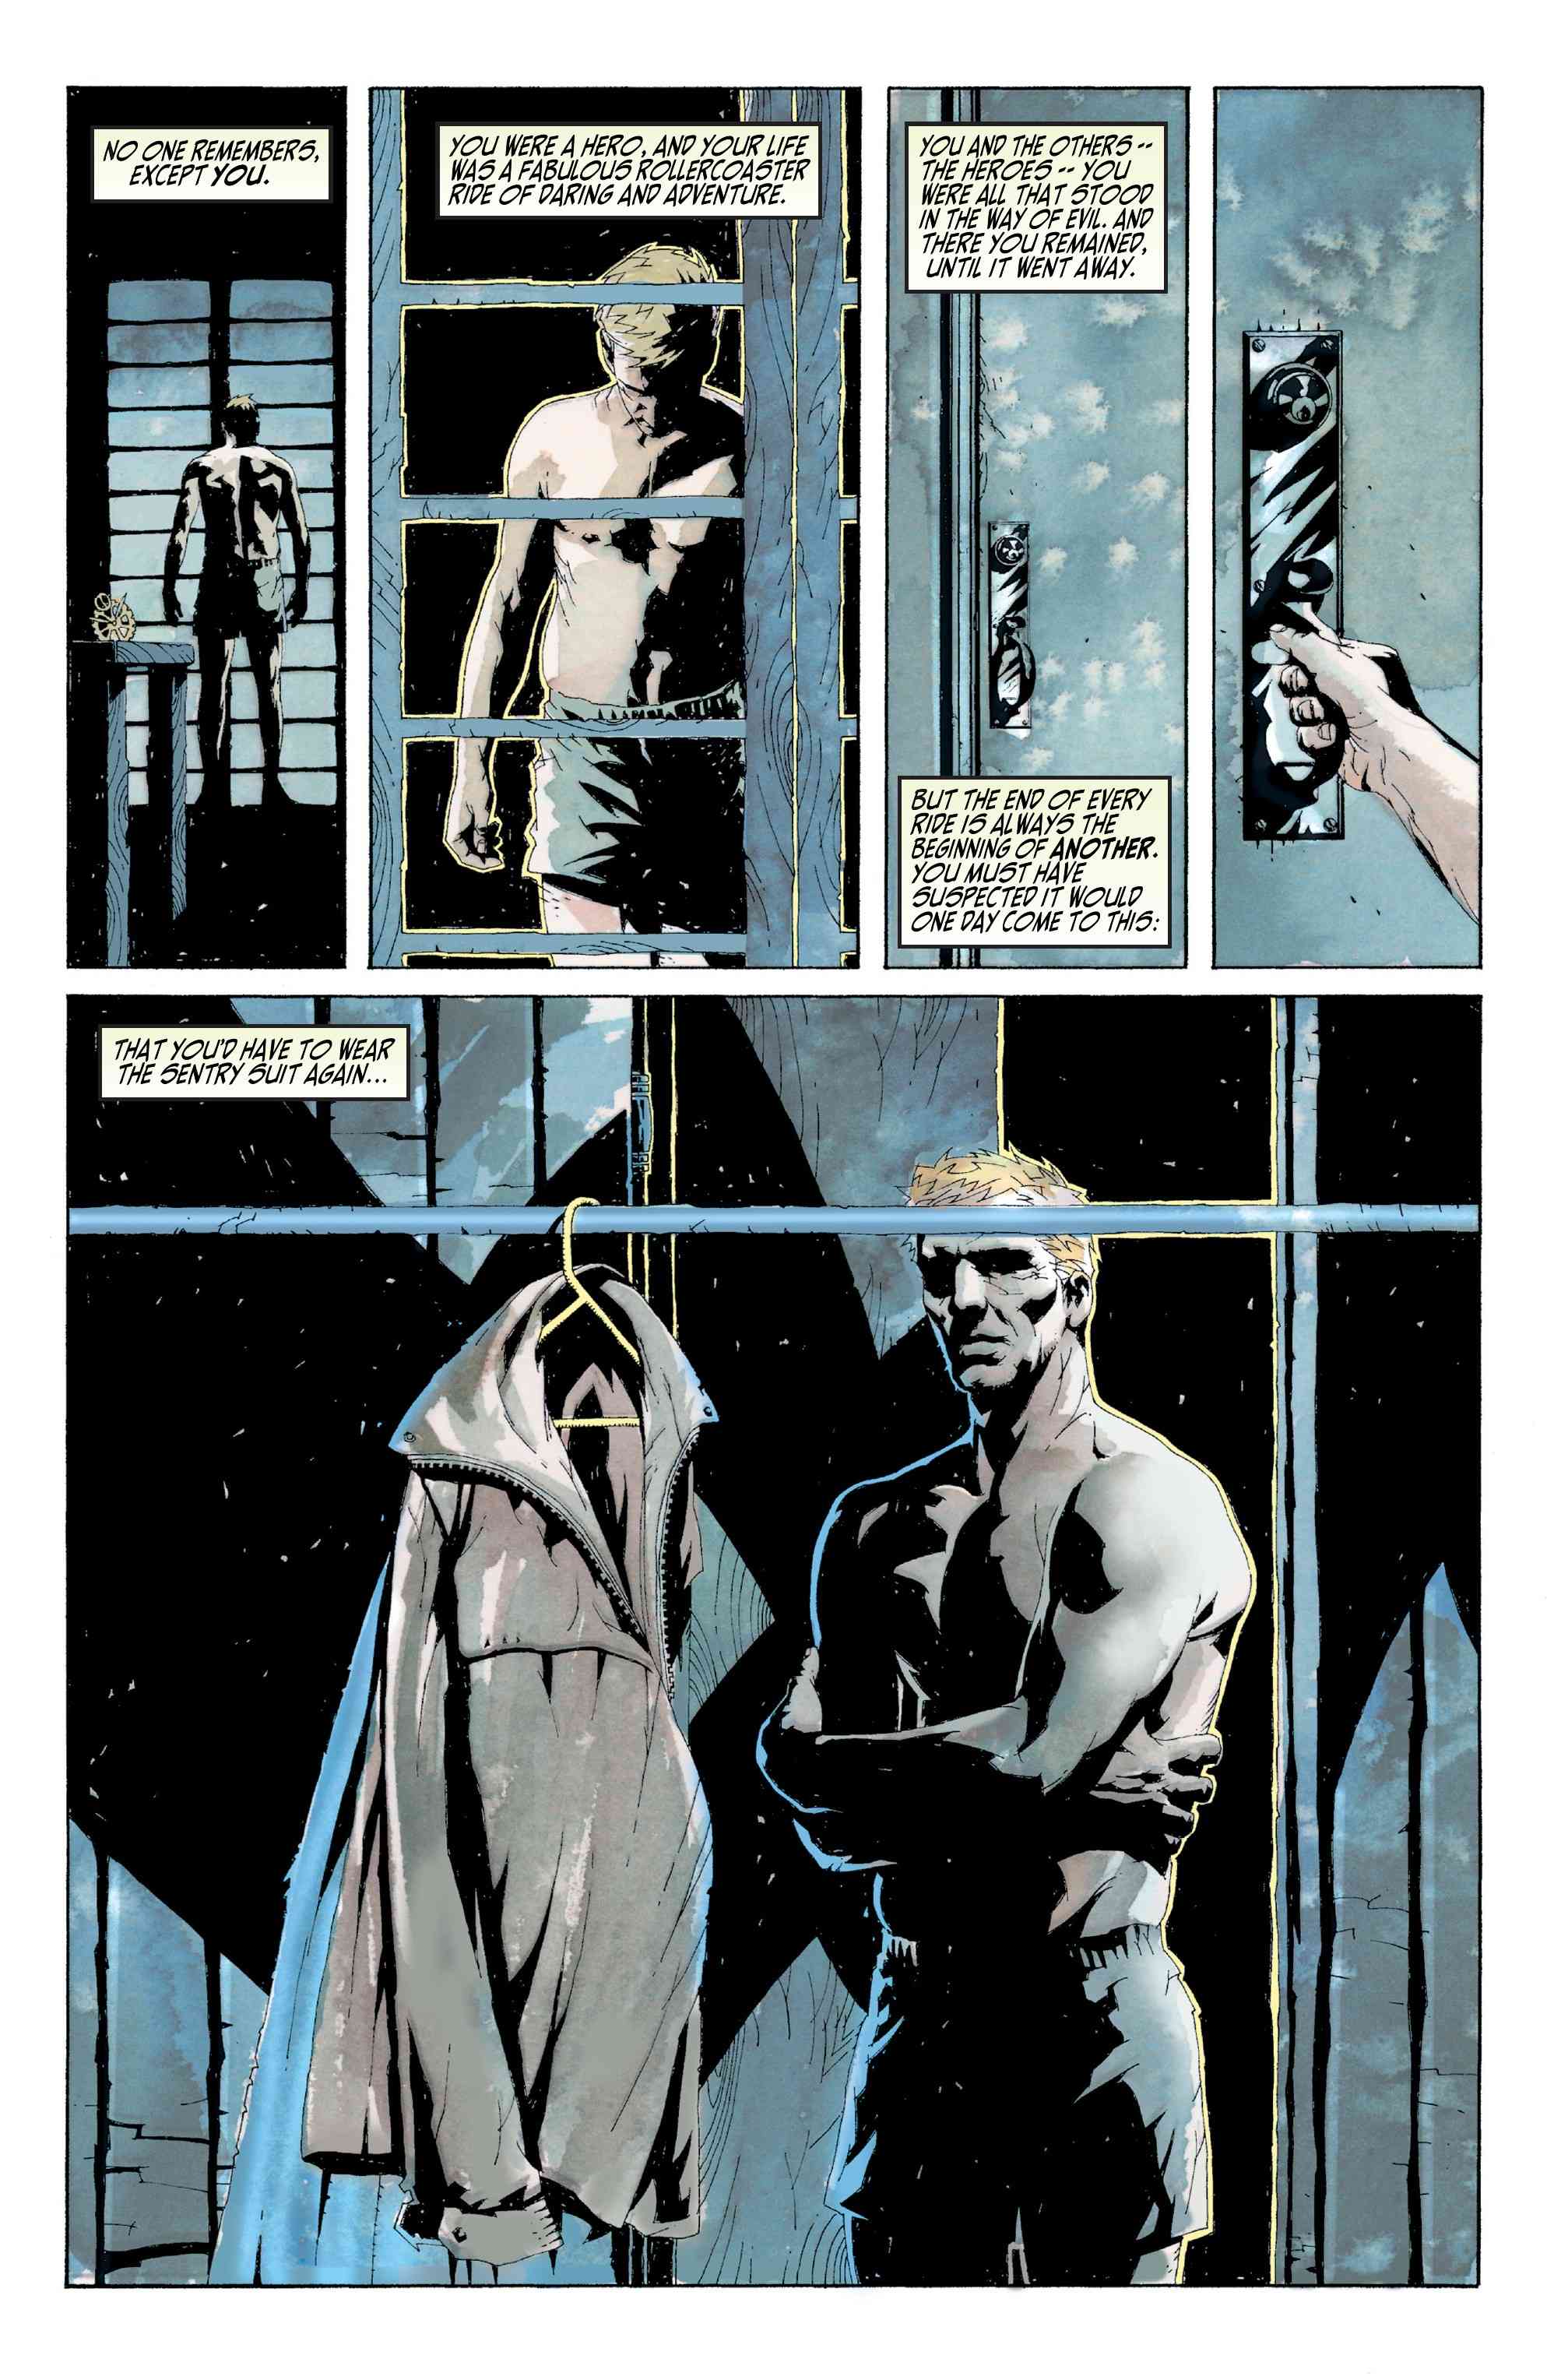 NO ONE REMEMBERS,
EXCEPT YOU.
YOU WERE A HERO, AND YOUR LIFE
WAS A FABULOUS ROLLERCOASTER
RIDE OF DARING AND ADVENTURE.
YOU AND THE OTHERS --
THE HEROES -- YOU
WERE ALL THAT STOOD
IN THE WAY OF EVIL. AND
THERE YOU REMAINED,
UNTIL IT WENT AWAY.
BUT THE END OF EVERY
RIDE IS ALWAYS THE
BEGINNING OF ANOTHER.
YOU MUST HAVE
SUSPECTED IT WOULD
ONE DAY COME TO THIS:
THAT YOU'D HAVE TO WEAR
THE SENTRY SUIT AGAIN...